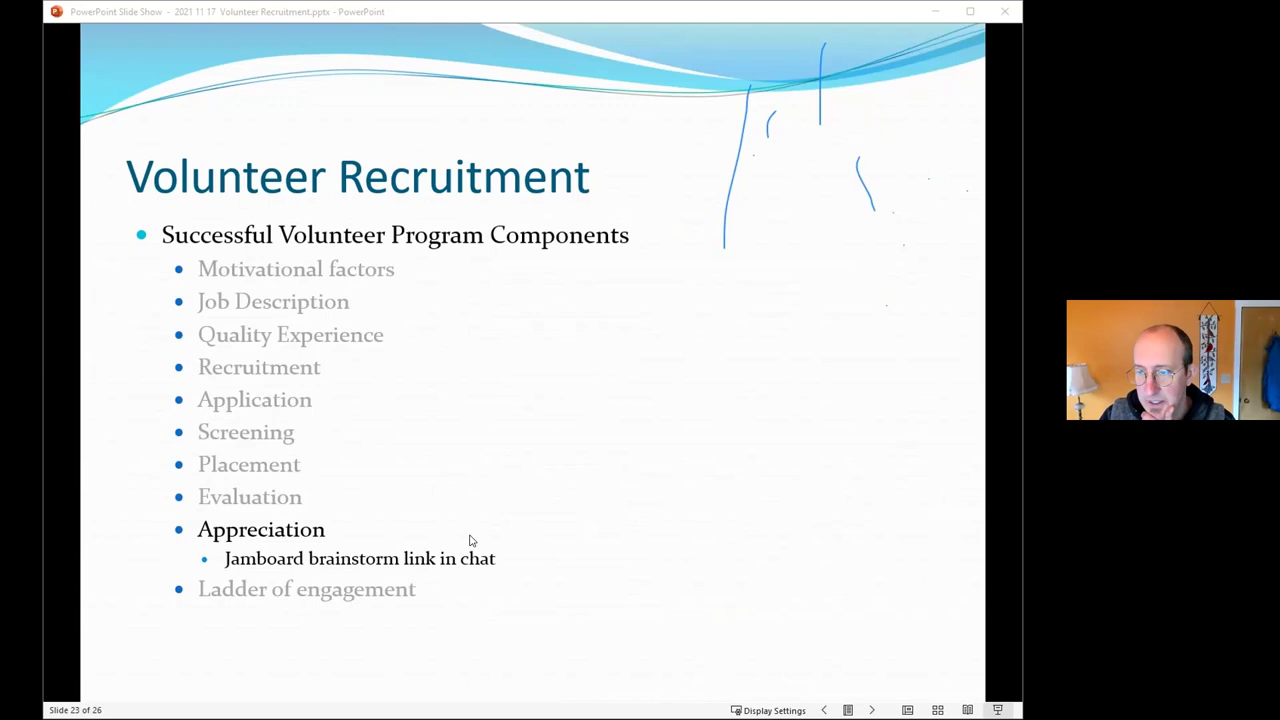 PowerPoint Slide Show - 2021 11 17 Volunteer Recruitment.pptx - PowerPoint
Volunteer Recruitment
Successful Volunteer Program Components
Motivational factors
Job Description
Quality Experience
Recruitment
Application
Screening
Placement
Evaluation
Appreciation
Jamboard brainstorm link in chat
Ladder of engagement
Slide 23 of 26
Display Settings